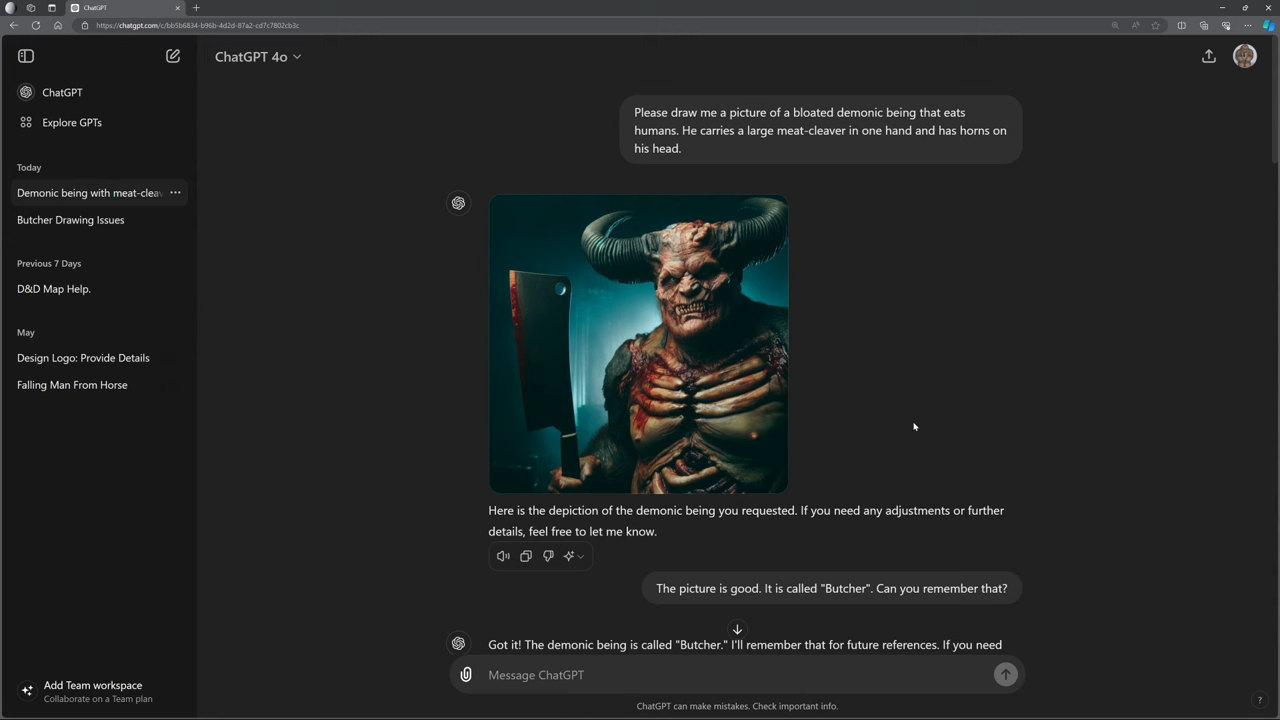 ChatGPT
https://chatgpt.com/c/bb5b6834-b96b-4d2d-87a2-cd7c7802cb3c
ChatGPT 4o
ChatGPT
Explore GPTs
Today
Demonic being with meat-cleav
Butcher Drawing Issues
Previous 7 Days
D&D Map Help.
May
Design Logo: Provide Details
Falling Man From Horse
Add Team workspace
Collaborate on a Team plan
Please draw me a picture of a bloated demonic being that eats
humans. He carries a large meat-cleaver in one hand and has horns on
his head.
Here is the depiction of the demonic being you requested. If you need any adjustments or further
details, feel free to let me know.
The picture is good. It is called "Butcher". Can you remember that?
Got it! The demonic being is called "Butcher." I'll remember that for future references. If you need
Message ChatGPT
ChatGPT can make mistakes. Check important info.
?